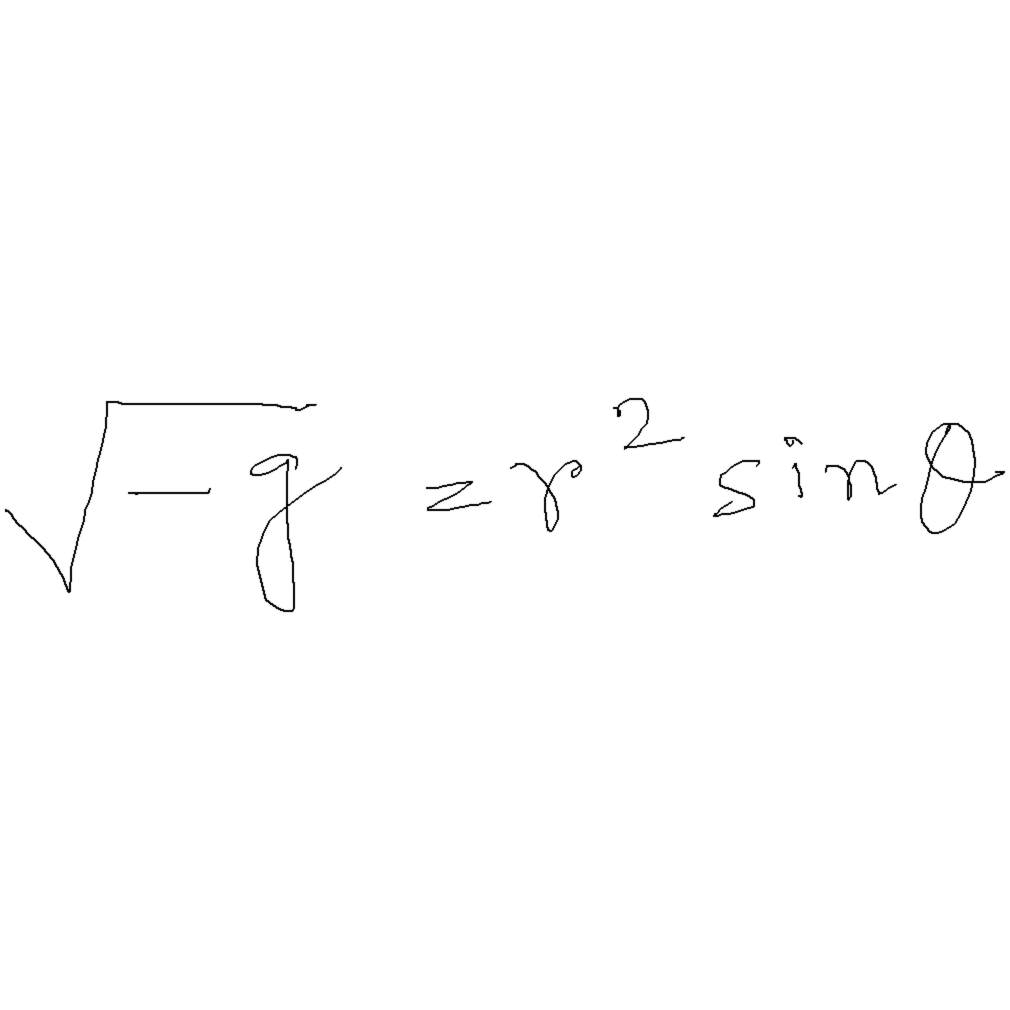 √-g = r² sinθ